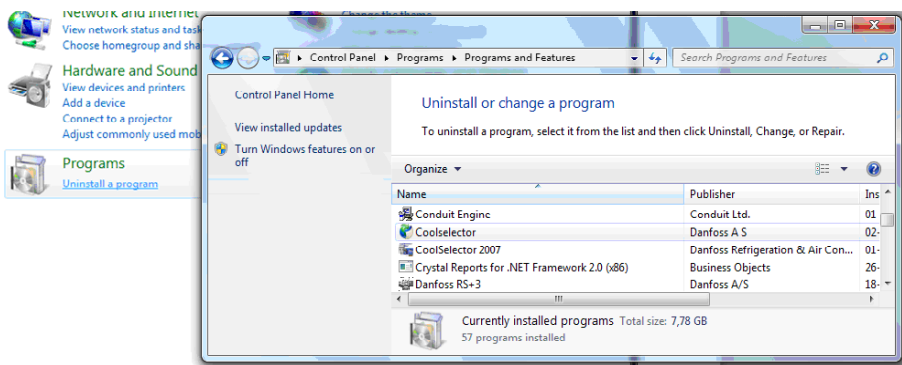 Network and Internet
View network status and task
Choose homegroup and sha
Hardware and Sound
View devices and printers
Add a device
Connect to a projector
Adjust commonly used mob
Programs
Uninstall a program
Change the theme
Control Panel ▸ Programs ▸ Programs and Features
Search Programs and Features
Control Panel Home
View installed updates
Turn Windows features on or
off
Uninstall or change a program
To uninstall a program, select it from the list and then click Uninstall, Change, or Repair.
Organize
Name Publisher Ins
Conduit Engine Conduit Ltd. 01
Coolselector Danfoss A S 02-
CoolSelector 2007 Danfoss Refrigeration & Air Con... 01-
Crystal Reports for .NET Framework 2.0 (x86) Business Objects 26-
Danfoss RS+3 Danfoss A/S 18-
Currently installed programs Total size: 7,78 GB
57 programs installed